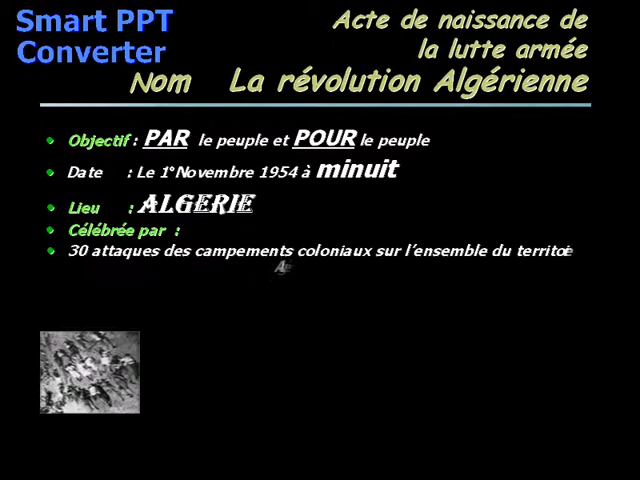 Smart PPT
Converter
Acte de naissance de
la lutte armée
Nom La révolution Algérienne
Objectif : PAR le peuple et POUR le peuple
Date : Le 1° Novembre 1954 à minuit
Lieu : ALGERIE
Célébrée par :
30 attaques des campements coloniaux sur l'ensemble du territoi